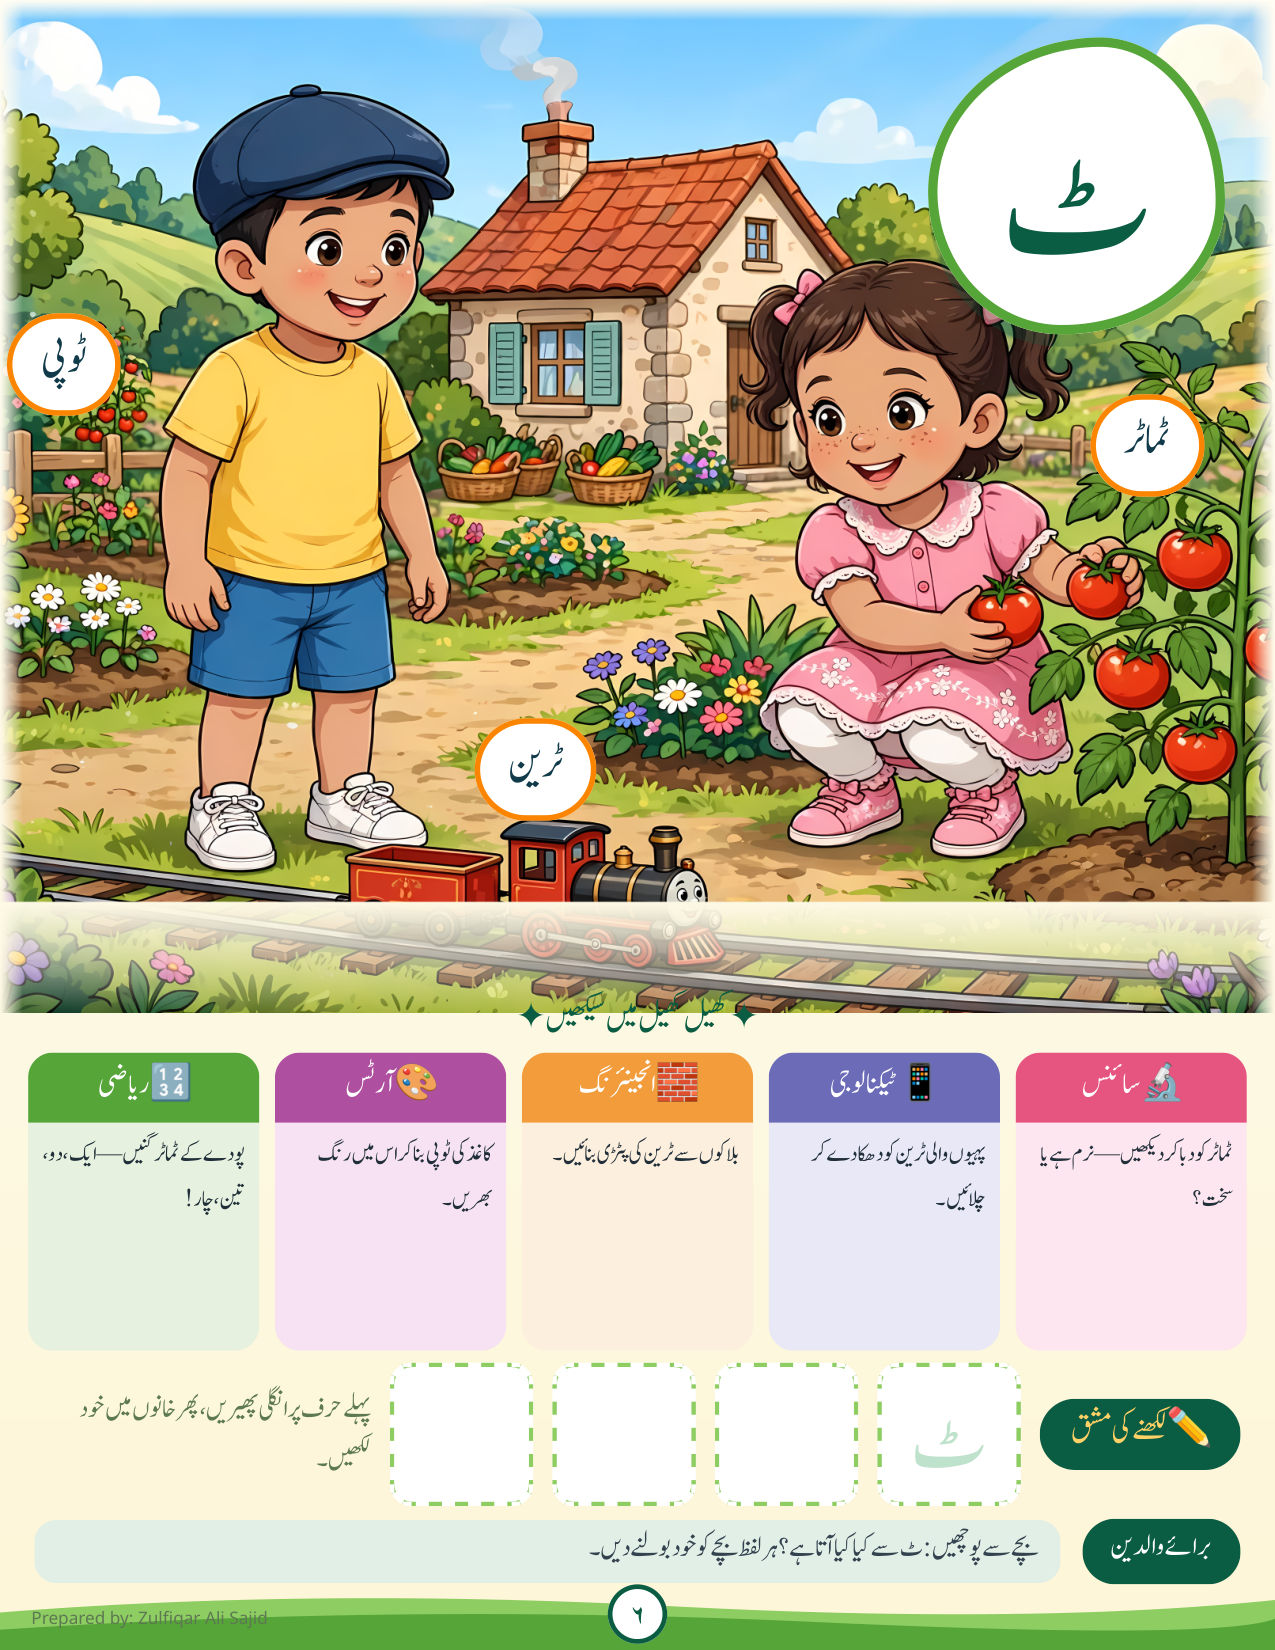 ٹ
ٹوپی
ٹماٹر
ٹرین
✦ کھیل کھیل میں سیکھیں ✦
🔬 سائنس
ٹماٹر کو دبا کر دیکھیں — نرم ہے یا
سخت؟
📱 ٹیکنالوجی
پہیوں والی ٹرین کو دھکا دے کر
چلائیں۔
🧱 انجینئرنگ
بلاکوں سے ٹرین کی پٹڑی بنائیں۔
🎨 آرٹس
کاغذ کی ٹوپی بنا کر اس میں رنگ
بھریں۔
🔢 ریاضی
پودے کے ٹماٹر گنیں — ایک، دو،
تین، چار!
✏️ لکھنے کی مشق
ٹ
پہلے حرف پر انگلی پھیریں، پھر خانوں میں خود
لکھیں۔
برائے والدین
بچے سے پوچھیں: ٹ سے کیا کیا آتا ہے؟ ہر لفظ بچے کو خود بولنے دیں۔
۶
Prepared by: Zulfiqar Ali Sajid